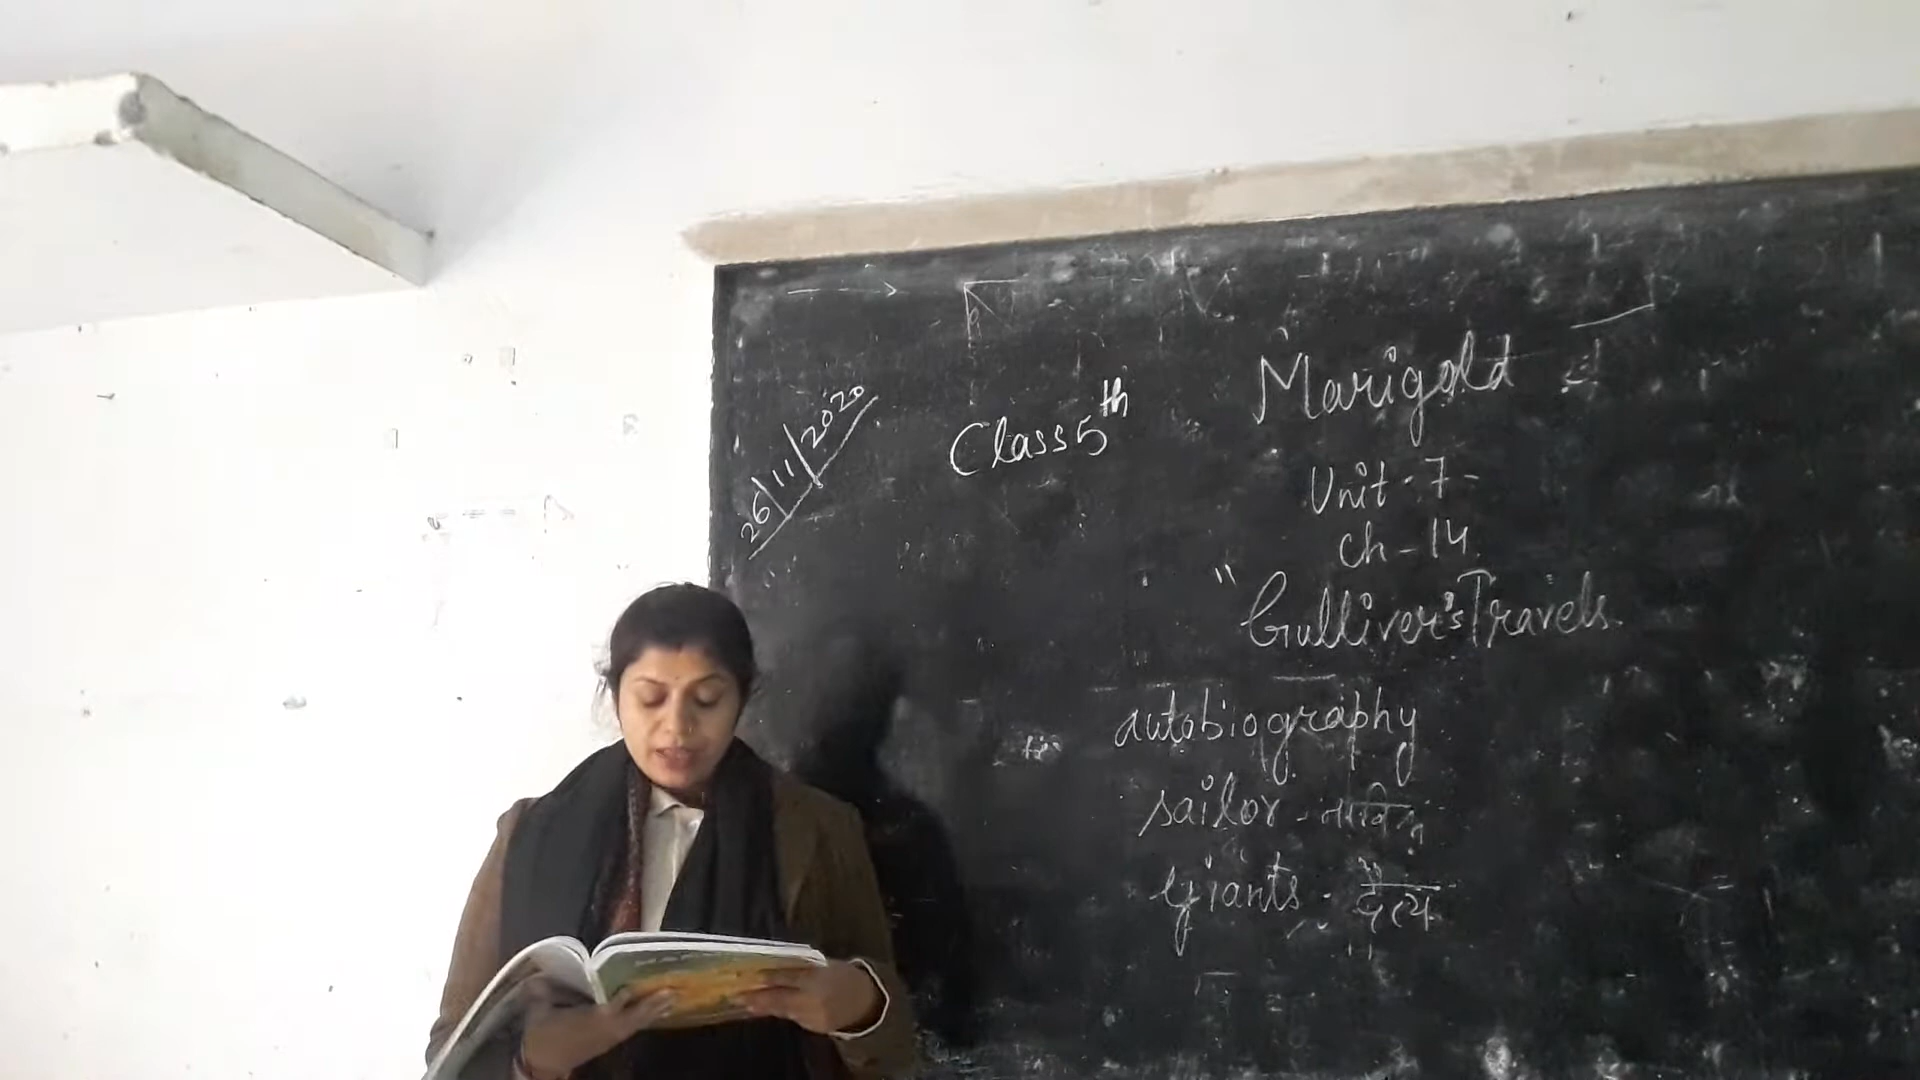 26/11/2020
Class 5th
Marigold
Unit-7-
Ch-14
"Gulliver's Travels
autobiography
sailor - नाविक
Giants - दैत्य